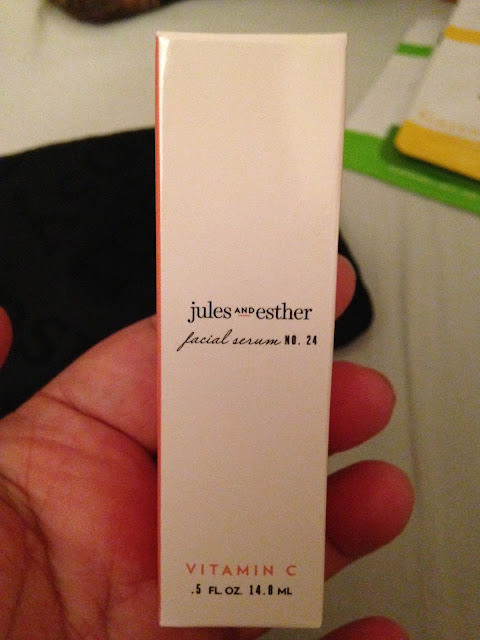 jules AND esther
facial serum NO. 24
VITAMIN C
.5 FL. OZ. 14.8 ML